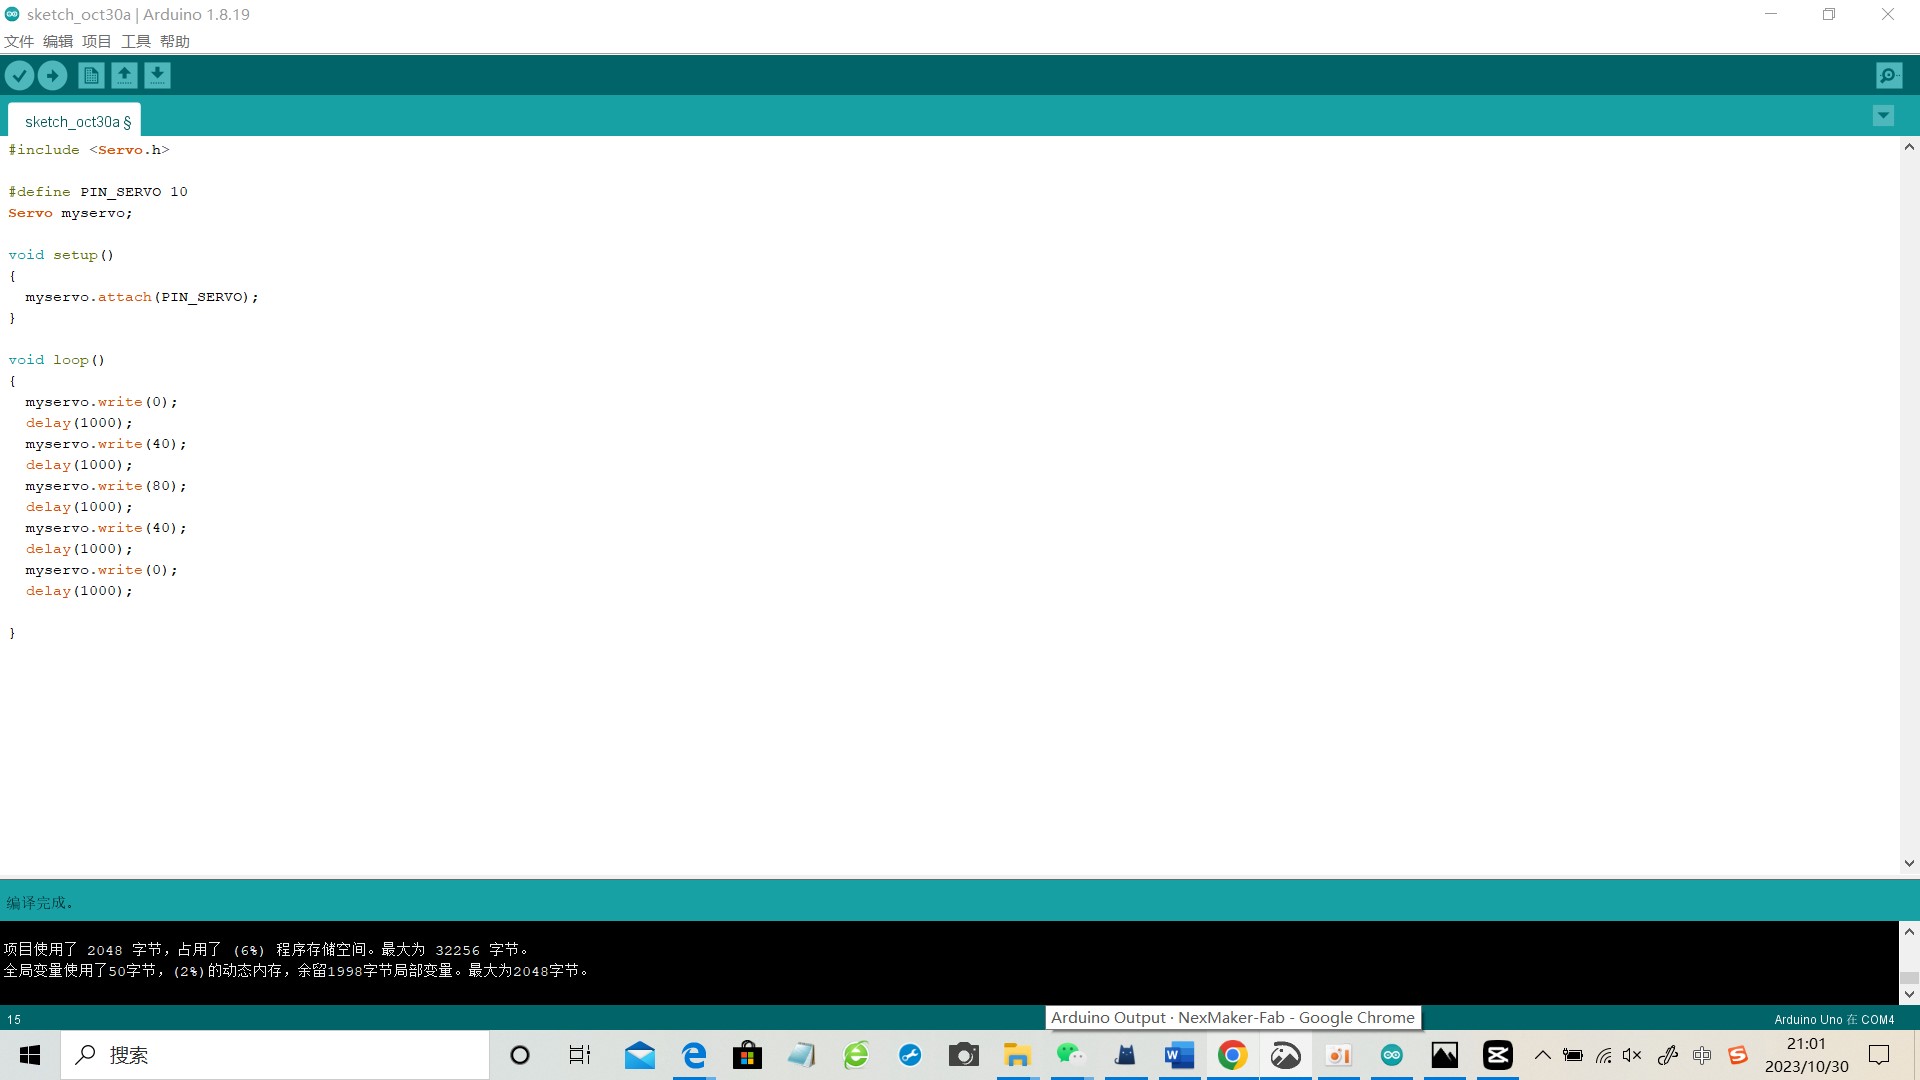 sketch_oct30a | Arduino 1.8.19
文件 编辑 项目 工具 帮助
sketch_oct30a §
#include <Servo.h>
#define PIN_SERVO 10
Servo myservo;
void setup()
{
myservo.attach(PIN_SERVO);
}
void loop()
{
myservo.write(0);
delay(1000);
myservo.write(40);
delay(1000);
myservo.write(80);
delay(1000);
myservo.write(40);
delay(1000);
myservo.write(0);
delay(1000);
}
编译完成。
项目使用了 2048 字节，占用了 (6%) 程序存储空间。最大为 32256 字节。
全局变量使用了50字节，(2%)的动态内存，余留1998字节局部变量。最大为2048字节。
15
Arduino Output · NexMaker-Fab - Google Chrome
Arduino Uno 在 COM4
搜索
中
21:01
2023/10/30